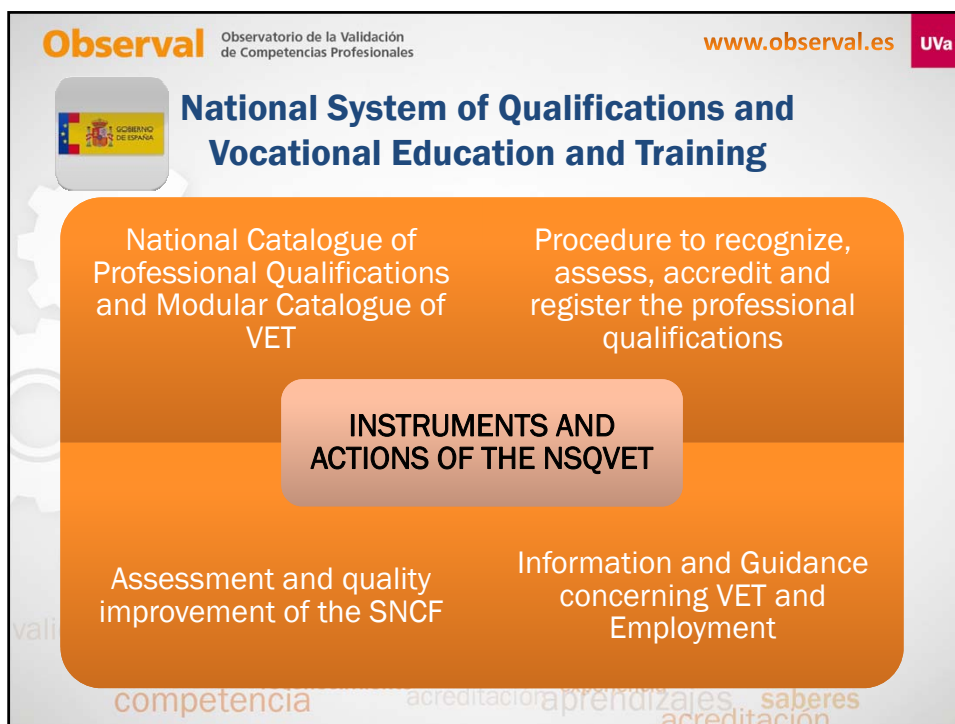 Observal
Observatorio de la Validación
de Competencias Profesionales
www.observal.es
UVa
GOBIERNO
DE ESPAÑA
National System of Qualifications and
Vocational Education and Training
National Catalogue of
Professional Qualifications
and Modular Catalogue of
VET
Procedure to recognize,
assess, accredit and
register the professional
qualifications
INSTRUMENTS AND
ACTIONS OF THE NSQVET
Assessment and quality
improvement of the SNCF
Information and Guidance
concerning VET and
Employment
competencia
acreditación
aprendizajes
saberes
acreditación